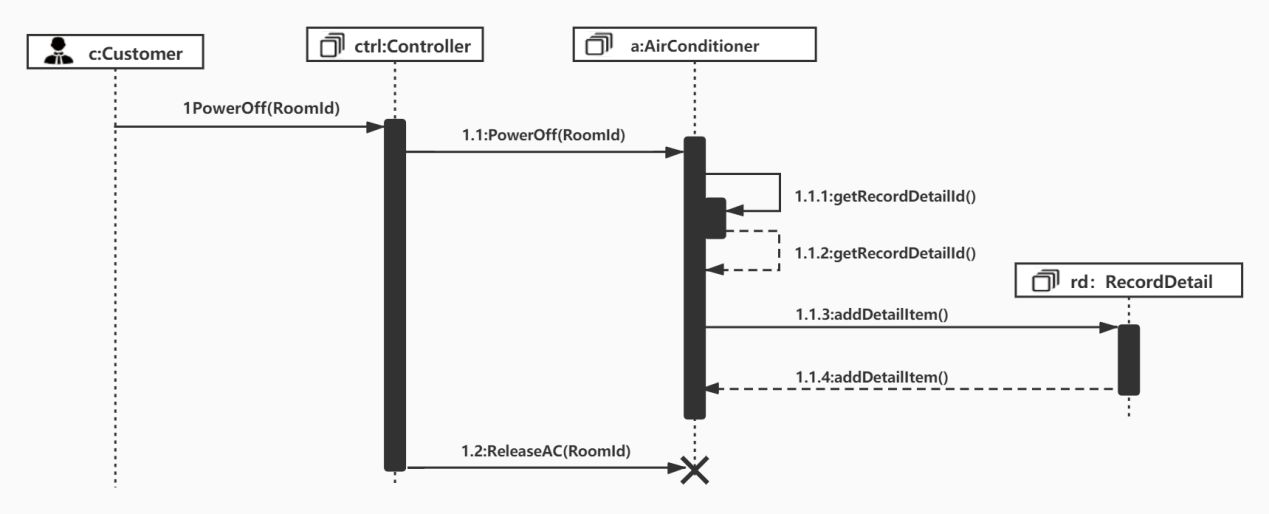 c:Customer
ctrl:Controller
a:AirConditioner
1PowerOff(RoomId)
1.1:PowerOff(RoomId)
1.1.1:getRecordDetailId()
1.1.2:getRecordDetailId()
rd：RecordDetail
1.1.3:addDetailItem()
1.1.4:addDetailItem()
1.2:ReleaseAC(RoomId)